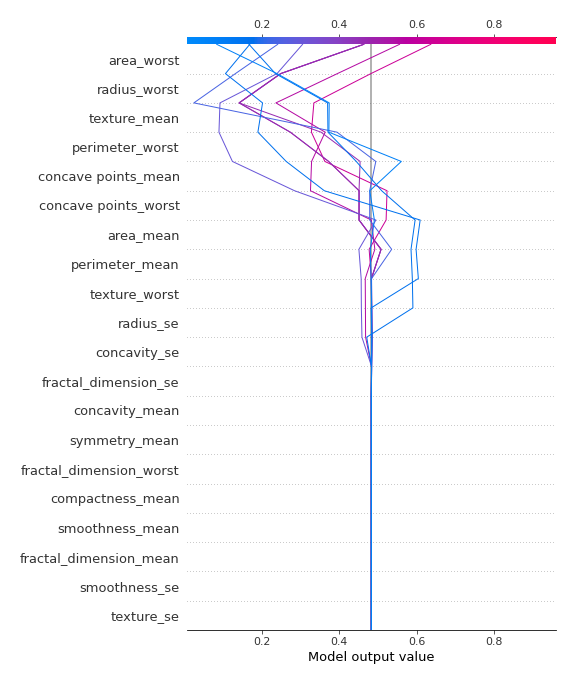 0.2 0.4 0.6 0.8
area_worst
radius_worst
texture_mean
perimeter_worst
concave points_mean
concave points_worst
area_mean
perimeter_mean
texture_worst
radius_se
concavity_se
fractal_dimension_se
concavity_mean
symmetry_mean
fractal_dimension_worst
compactness_mean
smoothness_mean
fractal_dimension_mean
smoothness_se
texture_se
0.2 0.4 0.6 0.8
Model output value